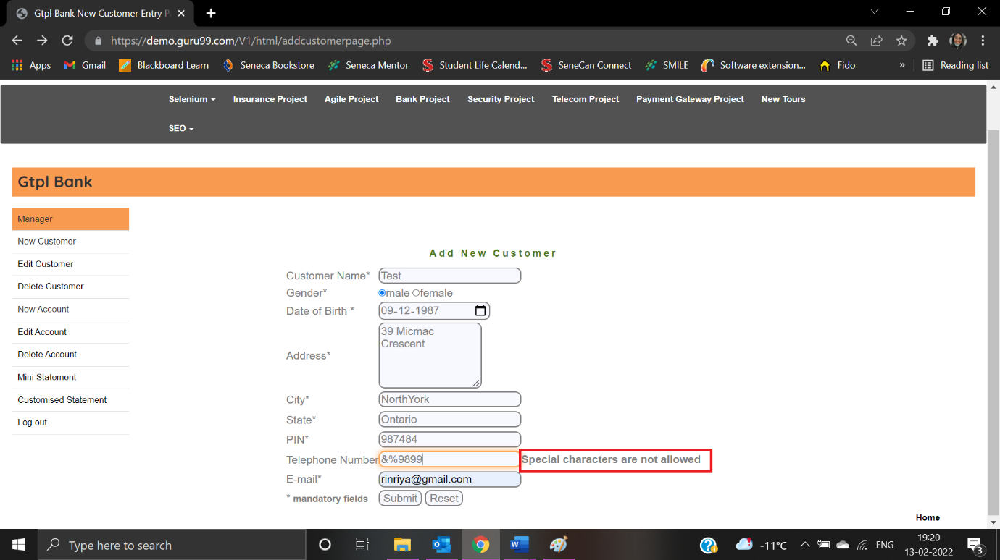 Gtpl Bank New Customer Entry P
https://demo.guru99.com/V1/html/addcustomerpage.php
Apps Gmail Blackboard Learn Seneca Bookstore Seneca Mentor Student Life Calend... SeneCan Connect SMILE Software extension... Fido » Reading list
Selenium Insurance Project Agile Project Bank Project Security Project Telecom Project Payment Gateway Project New Tours
SEO
Gtpl Bank
Manager
New Customer
Edit Customer
Delete Customer
New Account
Edit Account
Delete Account
Mini Statement
Customised Statement
Log out
Add New Customer
Customer Name* Test
Gender* male female
Date of Birth * 09-12-1987
Address* 39 Micmac
Crescent
City* NorthYork
State* Ontario
PIN* 987484
Telephone Number &%9899 Special characters are not allowed
E-mail* rinriya@gmail.com
* mandatory fields Submit Reset
Home
Type here to search
-11°C ENG
19:20
13-02-2022
3